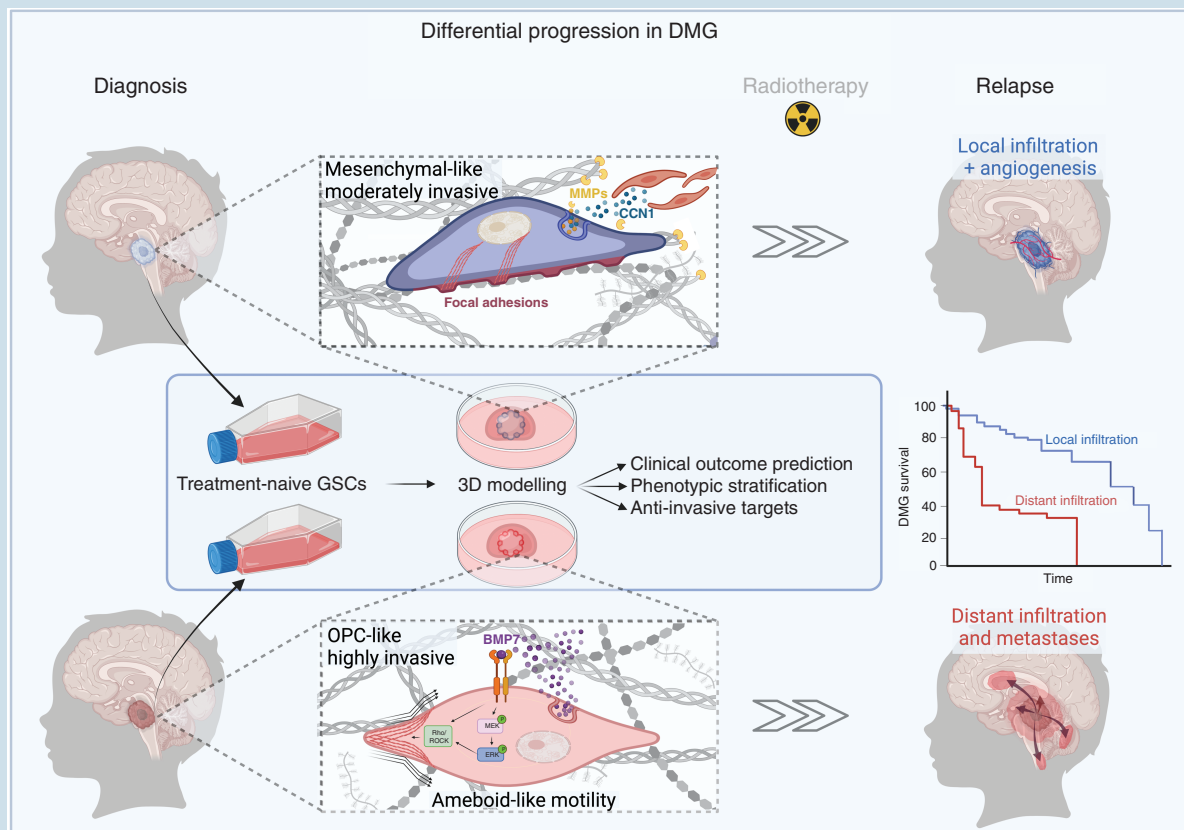 Differential progression in DMG
Diagnosis
Radiotherapy
Relapse
Mesenchymal-like
moderately invasive
MMPs
CCN1
Focal adhesions
Local infiltration
+ angiogenesis
Treatment-naive GSCs
3D modelling
Clinical outcome prediction
Phenotypic stratification
Anti-invasive targets
DMG survival
100
80
60
40
20
0
Local infiltration
Distant infiltration
Time
OPC-like
highly invasive
BMP7
Rho/
ROCK
MEK
P
ERK
P
Ameboid-like motility
Distant infiltration
and metastases